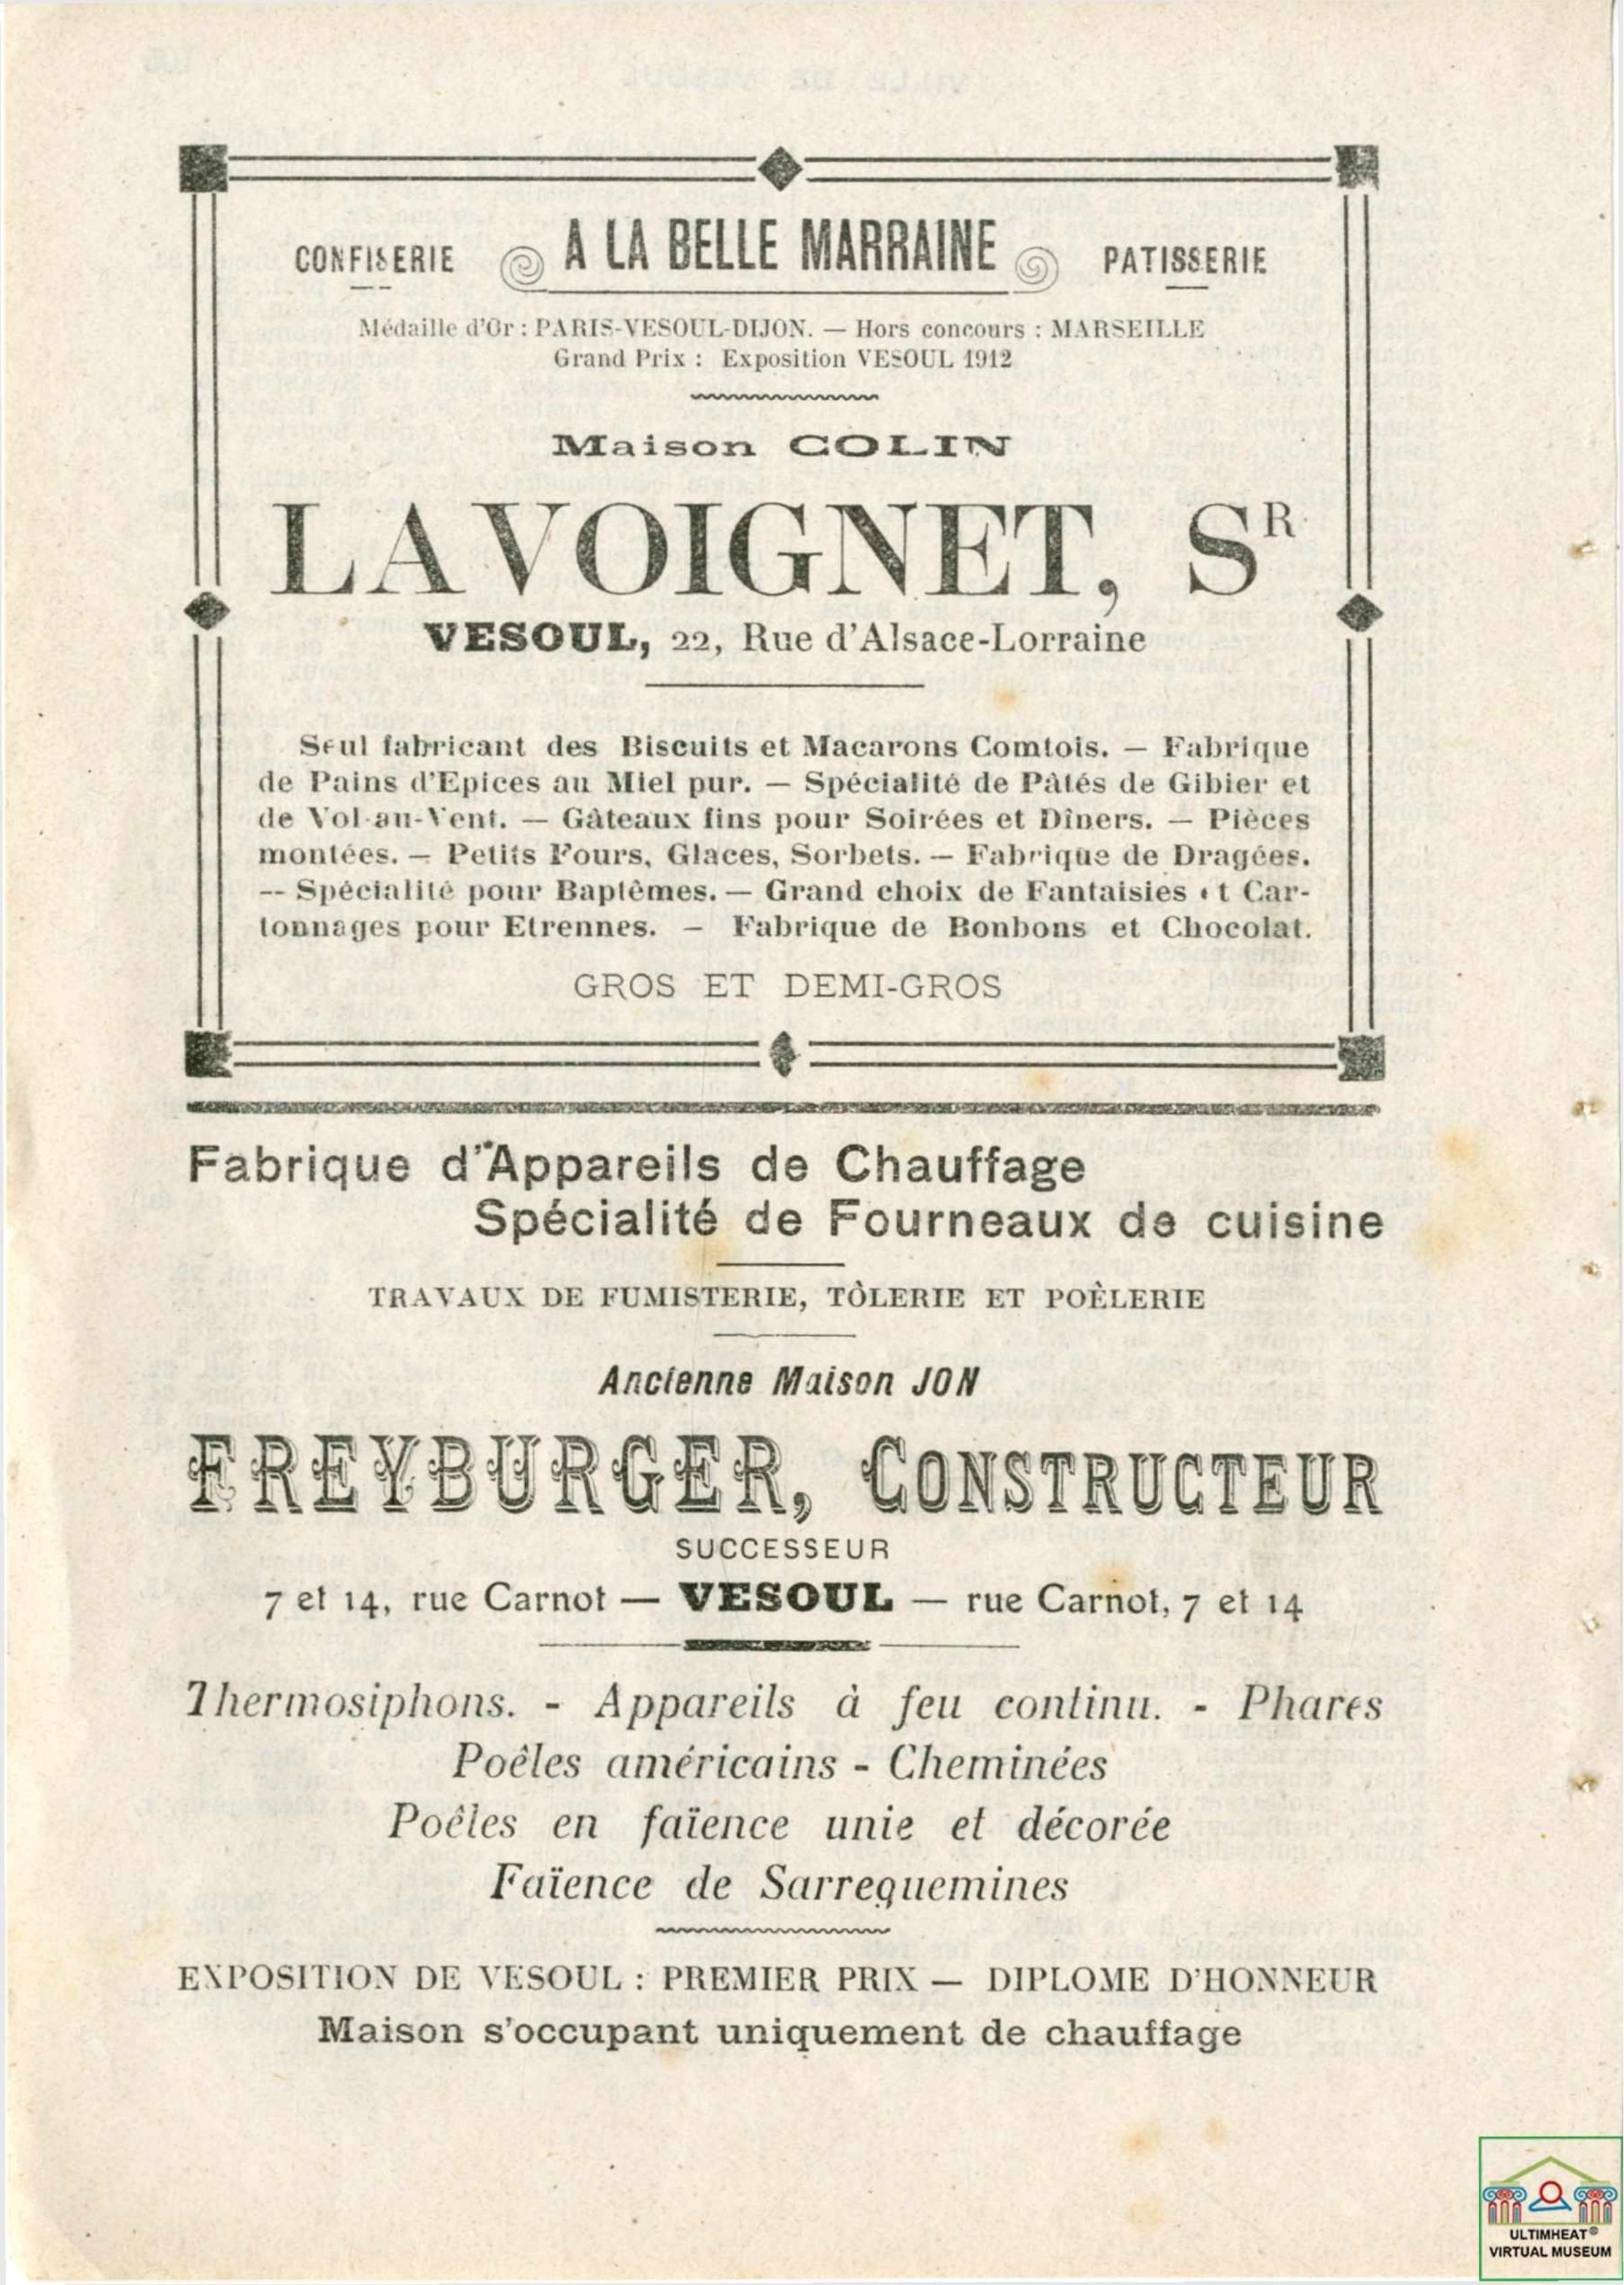 CONFISERIE A LA BELLE MARRAINE PATISSERIE
Médaille d'Or : PARIS-VESOUL-DIJON. — Hors concours : MARSEILLE
Grand Prix : Exposition VESOUL 1912
Maison COLIN
LAVOIGNET, SR
VESOUL, 22, Rue d'Alsace-Lorraine
Seul fabricant des Biscuits et Macarons Comtois. — Fabrique
de Pains d'Epices au Miel pur. — Spécialité de Pâtés de Gibier et
de Vol-au-Vent. — Gâteaux fins pour Soirées et Dîners. — Pièces
montées. — Petits Fours, Glaces, Sorbets. — Fabrique de Dragées.
-- Spécialité pour Baptêmes. — Grand choix de Fantaisies et Car-
tonnages pour Etrennes. — Fabrique de Bonbons et Chocolat.
GROS ET DEMI-GROS
Fabrique d'Appareils de Chauffage
Spécialité de Fourneaux de cuisine
TRAVAUX DE FUMISTERIE, TÔLERIE ET POÈLERIE
Ancienne Maison JON
FREYBURGER, CONSTRUCTEUR
SUCCESSEUR
7 et 14, rue Carnot — VESOUL — rue Carnot, 7 et 14
Thermosiphons. - Appareils à feu continu. - Phares
Poêles américains - Cheminées
Poêles en faïence unie et décorée
Faïence de Sarreguemines
EXPOSITION DE VESOUL : PREMIER PRIX — DIPLOME D'HONNEUR
Maison s'occupant uniquement de chauffage
ULTIMHEAT®
VIRTUAL MUSEUM